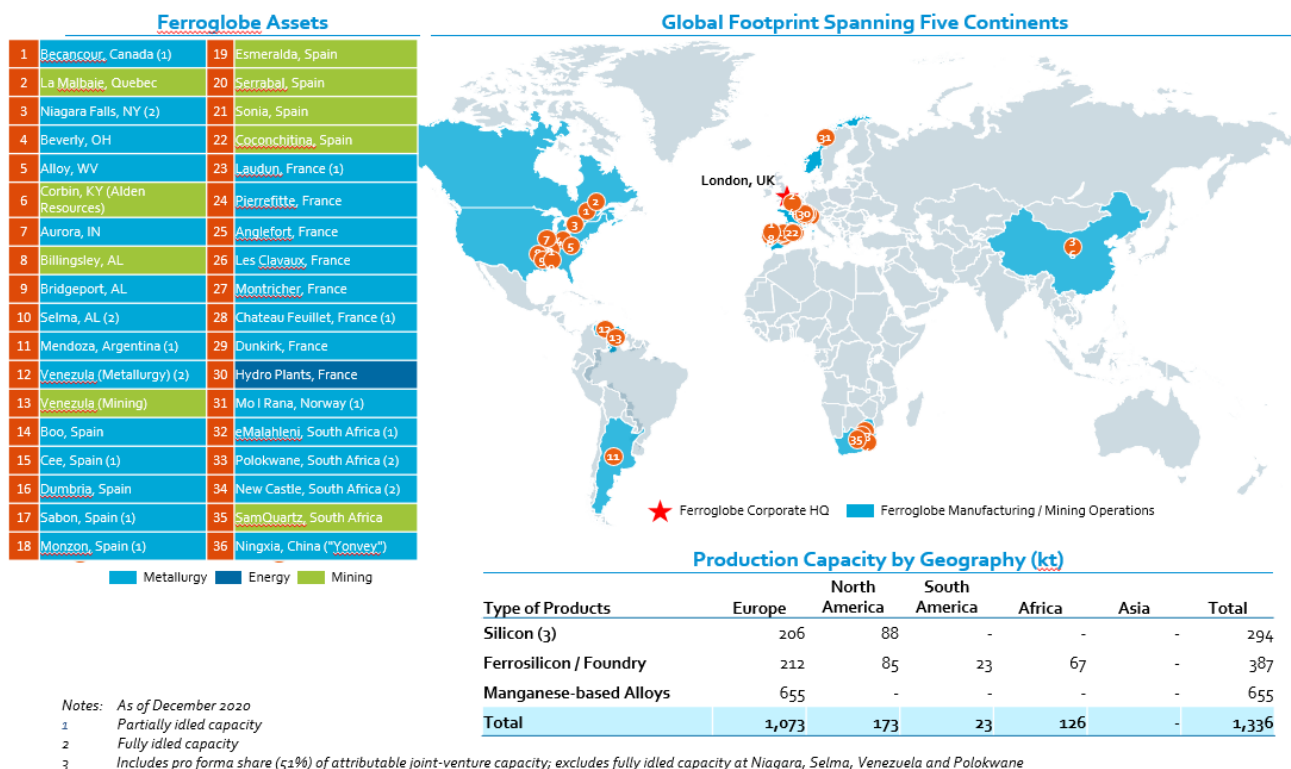 Ferroglobe Assets
1 Becancour, Canada (1) 19 Esmeralda, Spain
2 La Malbaie, Quebec 20 Serrabal, Spain
3 Niagara Falls, NY (2) 21 Sonia, Spain
4 Beverly, OH 22 Coconchitina, Spain
5 Alloy, WV 23 Laudun, France (1)
6 Corbin, KY (Alden
Resources) 24 Pierrefitte, France
7 Aurora, IN 25 Anglefort, France
8 Billingsley, AL 26 Les Clavaux, France
9 Bridgeport, AL 27 Montricher, France
10 Selma, AL (2) 28 Chateau Feuillet, France (1)
11 Mendoza, Argentina (1) 29 Dunkirk, France
12 Venezula (Metallurgy) (2) 30 Hydro Plants, France
13 Venezula (Mining) 31 Mo I Rana, Norway (1)
14 Boo, Spain 32 eMalahleni, South Africa (1)
15 Cee, Spain (1) 33 Polokwane, South Africa (2)
16 Dumbria, Spain 34 New Castle, South Africa (2)
17 Sabon, Spain (1) 35 SamQuartz, South Africa
18 Monzon, Spain (1) 36 Ningxia, China ("Yonvey")
Metallurgy Energy Mining
Global Footprint Spanning Five Continents
31
London, UK
2
1
30
3
22
7
5
3
6
9
12
13
35
11
Ferroglobe Corporate HQ Ferroglobe Manufacturing / Mining Operations
Production Capacity by Geography (kt)
Type of Products Europe North
America South
America Africa Asia Total
Silicon (3) 206 88 - - - 294
Ferrosilicon / Foundry 212 85 23 67 - 387
Manganese-based Alloys 655 - - - - 655
Total 1,073 173 23 126 - 1,336
Notes: As of December 2020
1 Partially idled capacity
2 Fully idled capacity
3 Includes pro forma share (51%) of attributable joint-venture capacity; excludes fully idled capacity at Niagara, Selma, Venezuela and Polokwane